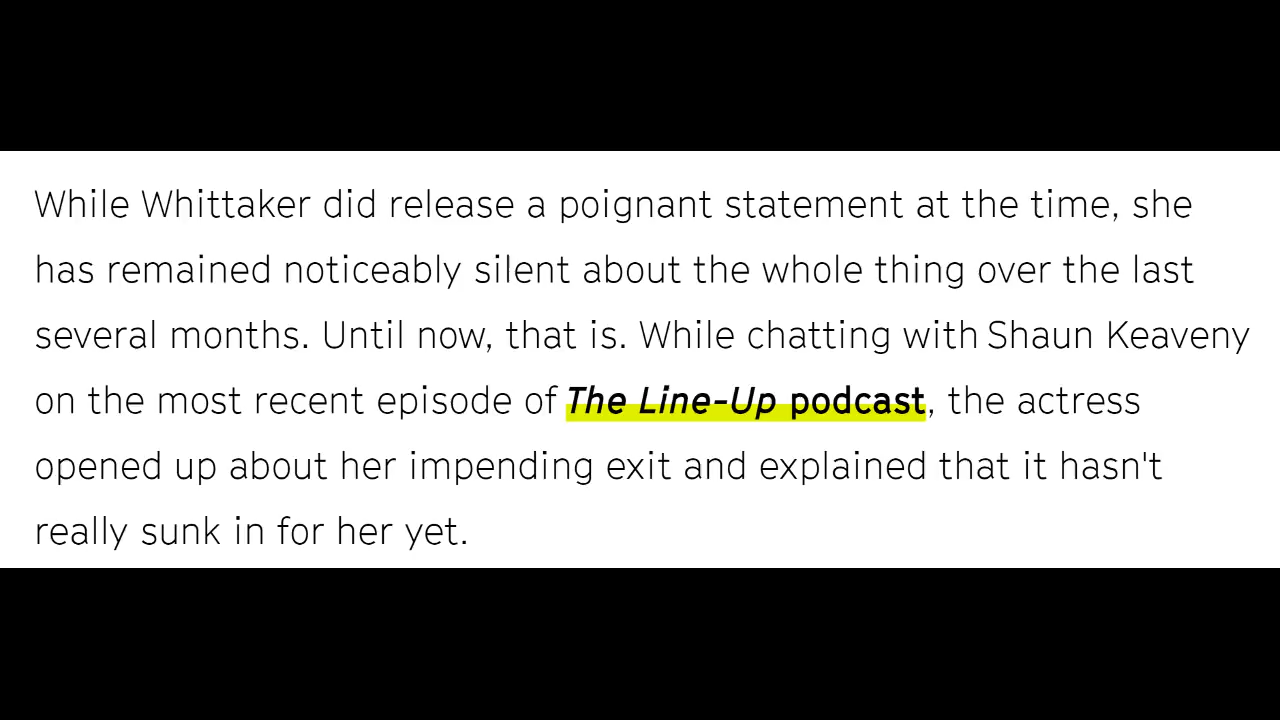 While Whittaker did release a poignant statement at the time, she
has remained noticeably silent about the whole thing over the last
several months. Until now, that is. While chatting with Shaun Keaveny
on the most recent episode of The Line-Up podcast, the actress
opened up about her impending exit and explained that it hasn't
really sunk in for her yet.